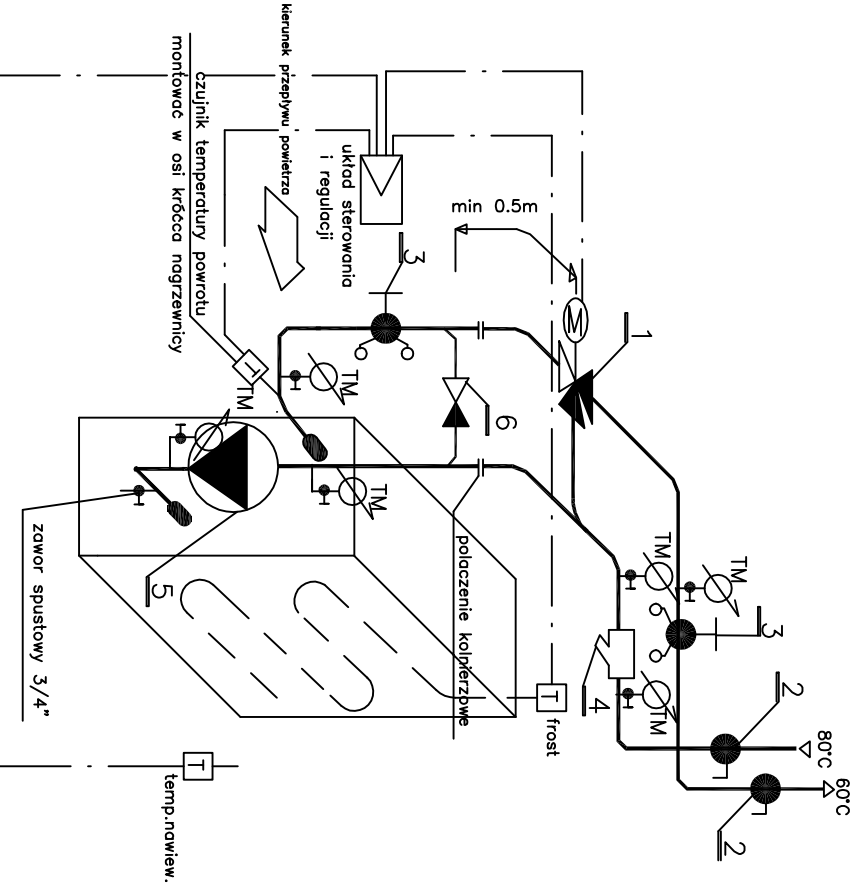 kierunek przepływu powietrza
czujnik temperatury powrotu
montować w osi króćca nagrzewnicy
układ sterowania
i regulacji
min 0.5m
M
1
3
6
T
TM
TM
TM
TM
5
zawor spustowy 3/4"
polaczenie kolnierzowe
TM
TM
3
4
TM
2
2
80°C
60°C
T
frost
T
temp.nawiew.